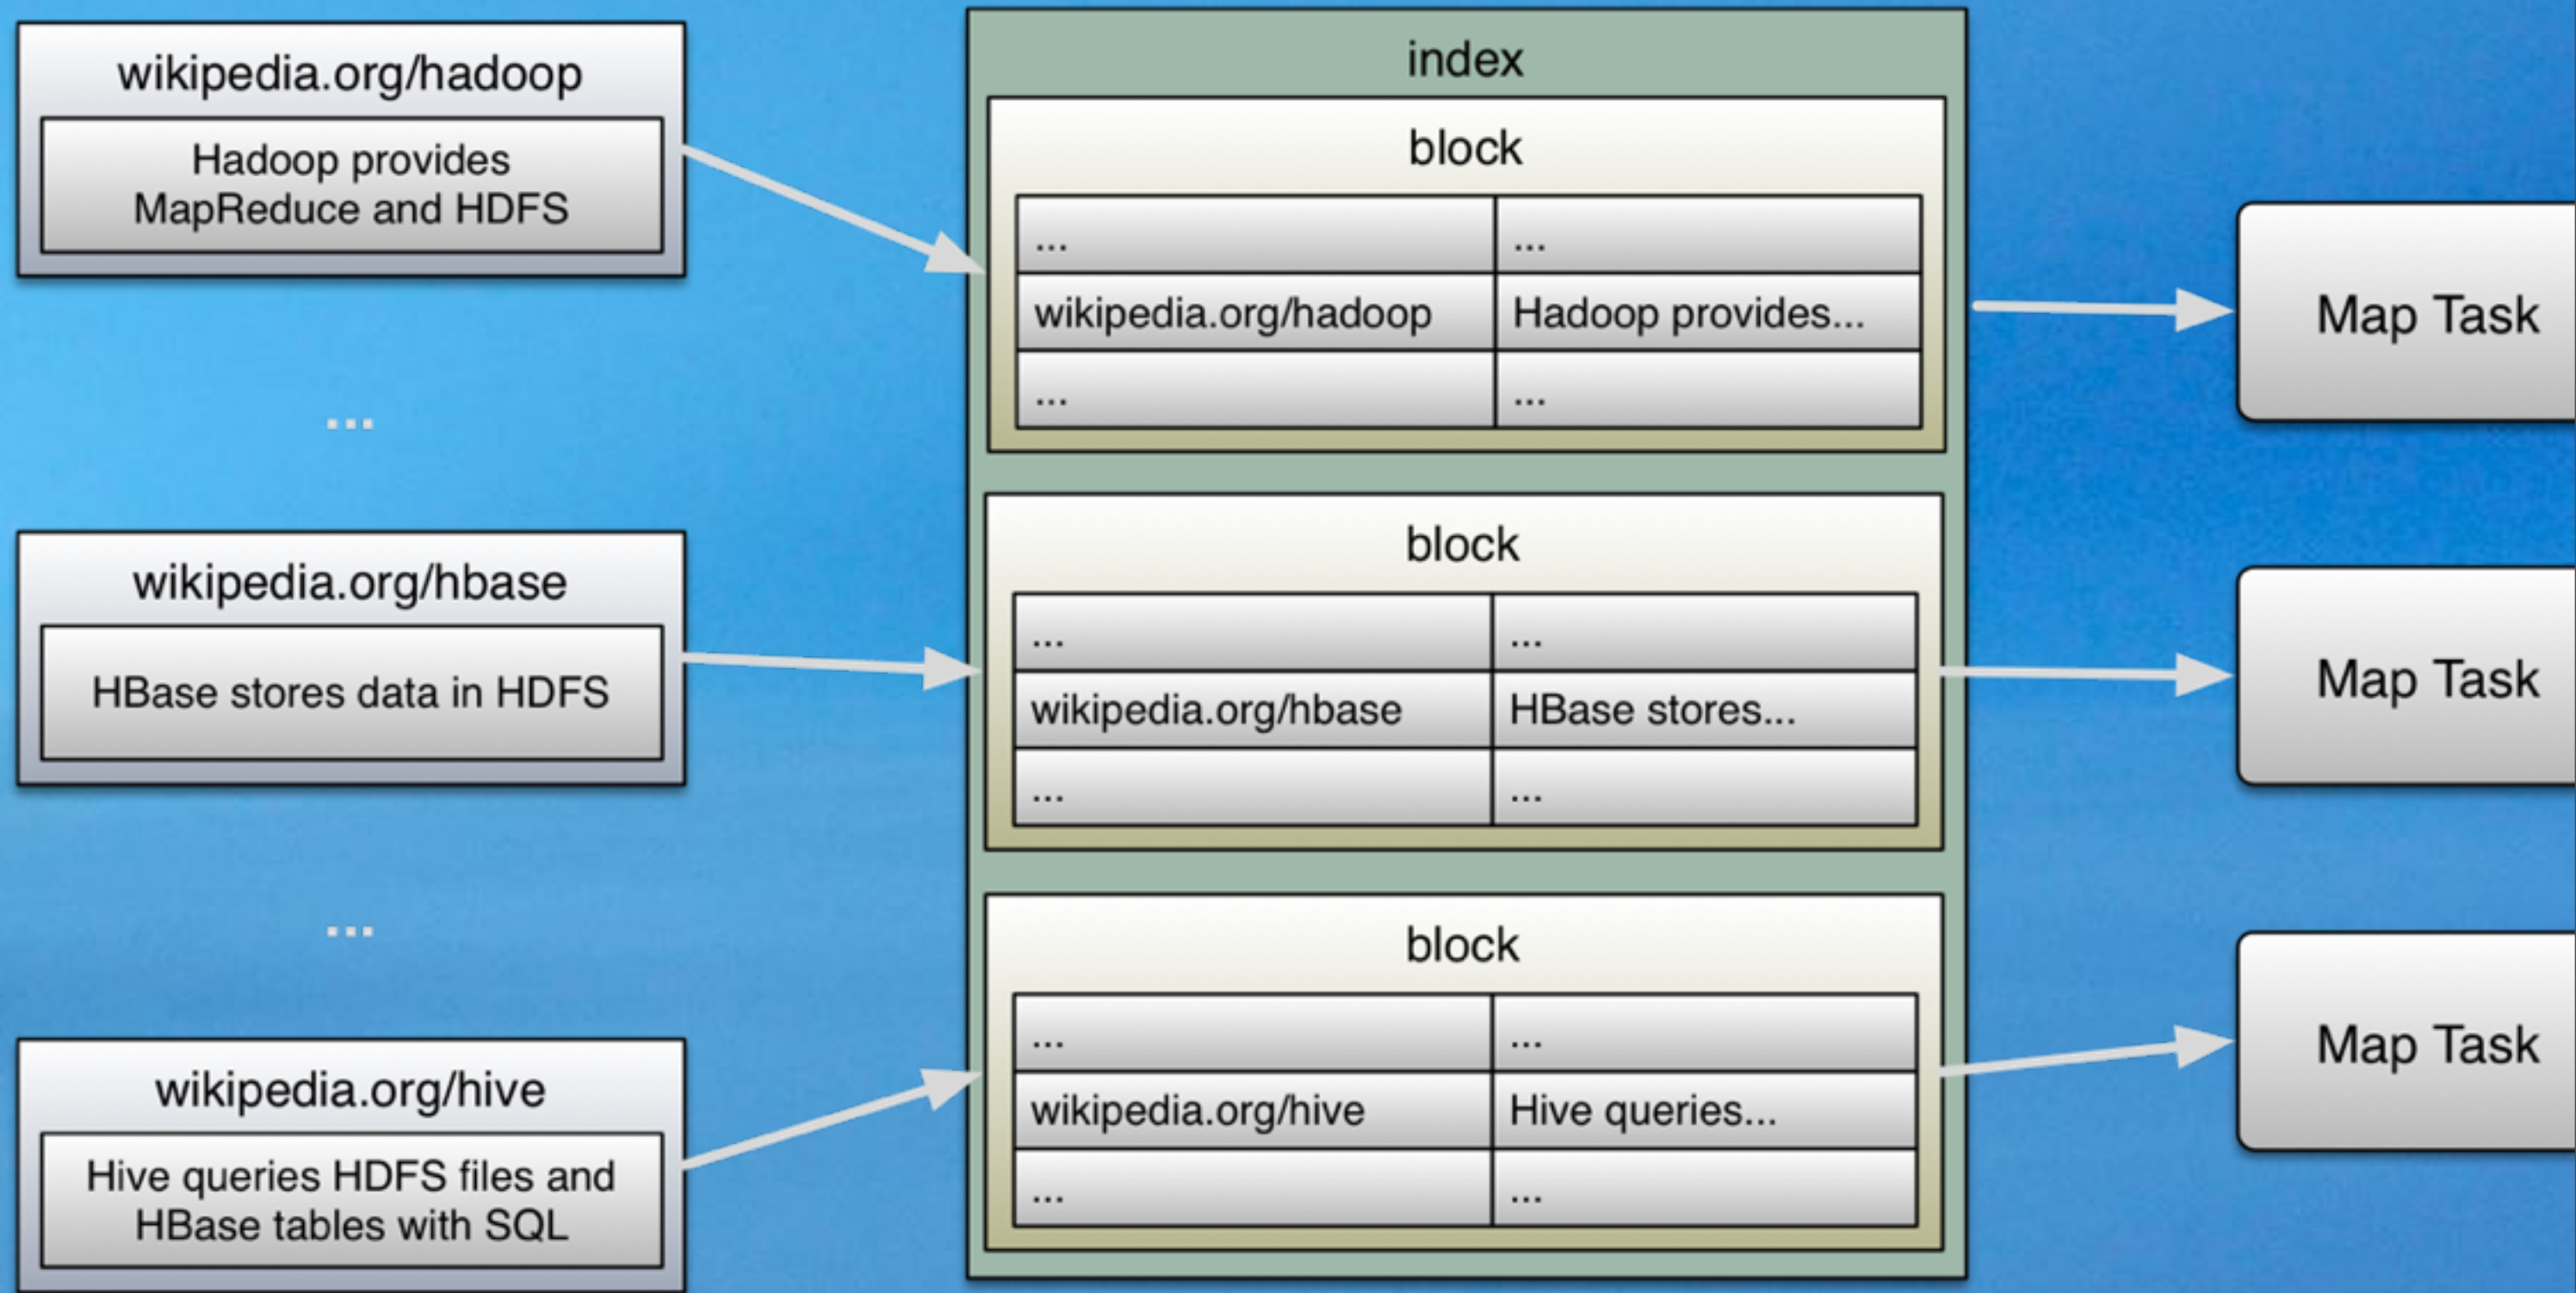 wikipedia.org/hadoop
Hadoop provides
MapReduce and HDFS
...
wikipedia.org/hbase
HBase stores data in HDFS
...
wikipedia.org/hive
Hive queries HDFS files and
HBase tables with SQL
index
block
... ...
wikipedia.org/hadoop Hadoop provides...
... ...
block
... ...
wikipedia.org/hbase HBase stores...
... ...
block
... ...
wikipedia.org/hive Hive queries...
... ...
Map Task
Map Task
Map Task